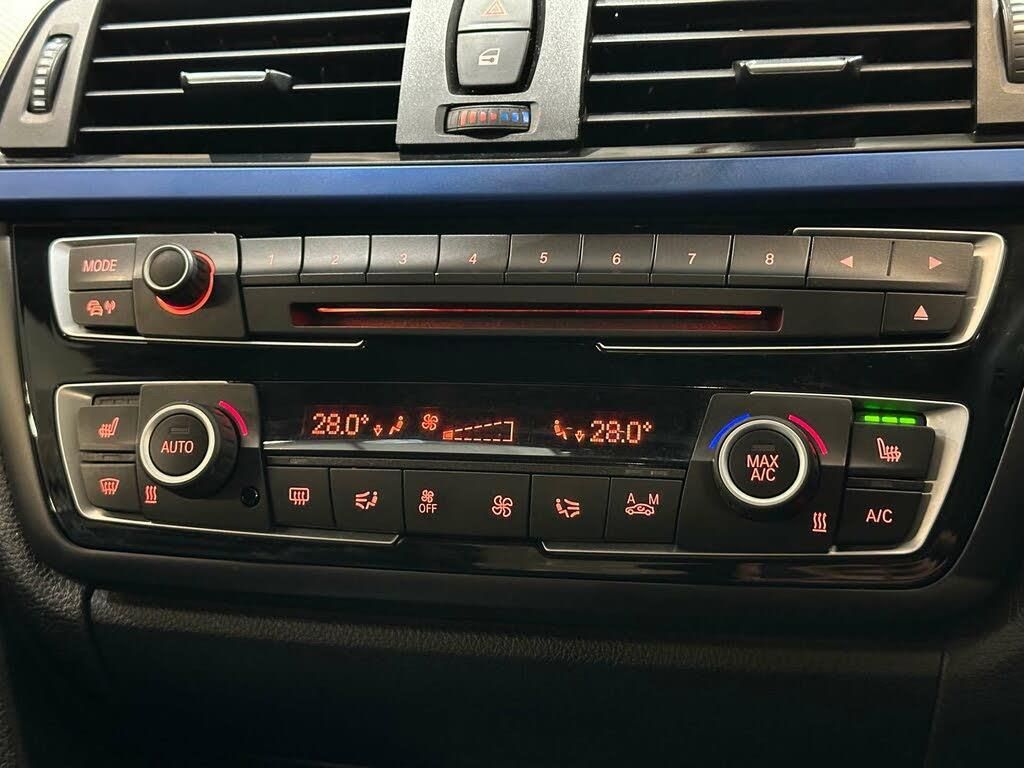 MODE 1 2 3 4 5 6 7 8
28.0° 28.0°
AUTO MAX
A/C
OFF A M A/C